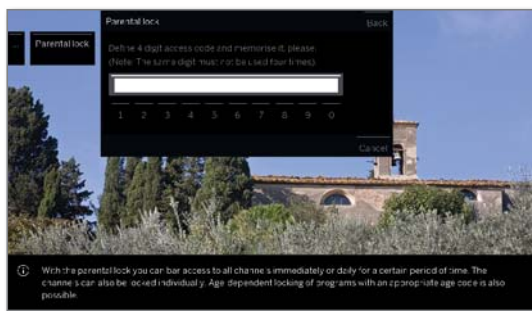 Parental lock Back
... Parental lock
Define 4 digit access code and memorise it, please.
(Note: The same digit must not be used four times)
1 2 3 4 5 6 7 8 9 0
Cancel
With the parental lock you can bar access to all channels immediately or daily for a certain period of time. The
channels can also be locked individually. Age dependent locking of programs with an appropriate age code is also
possible.